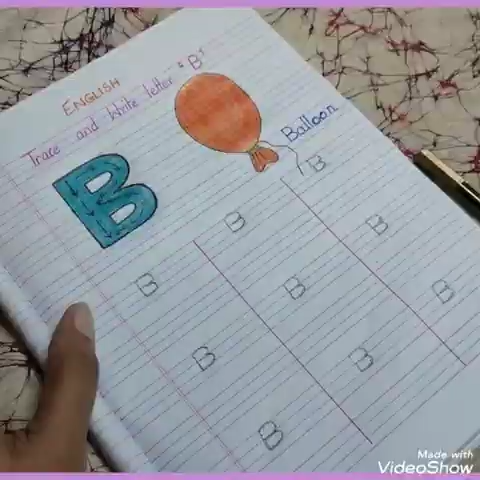 ENGLISH
Trace and Write letter "B"
Balloon
B
B B B
B B B
B B B
Made with
VideoShow